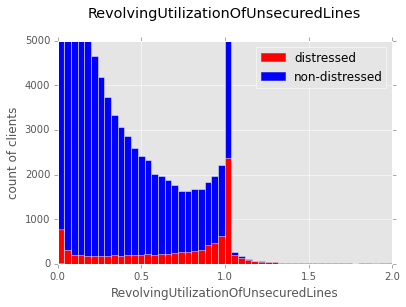 RevolvingUtilizationOfUnsecuredLines
5000
4000
3000
2000
1000
0
count of clients
distressed
non-distressed
0.0 0.5 1.0 1.5 2.0
RevolvingUtilizationOfUnsecuredLines